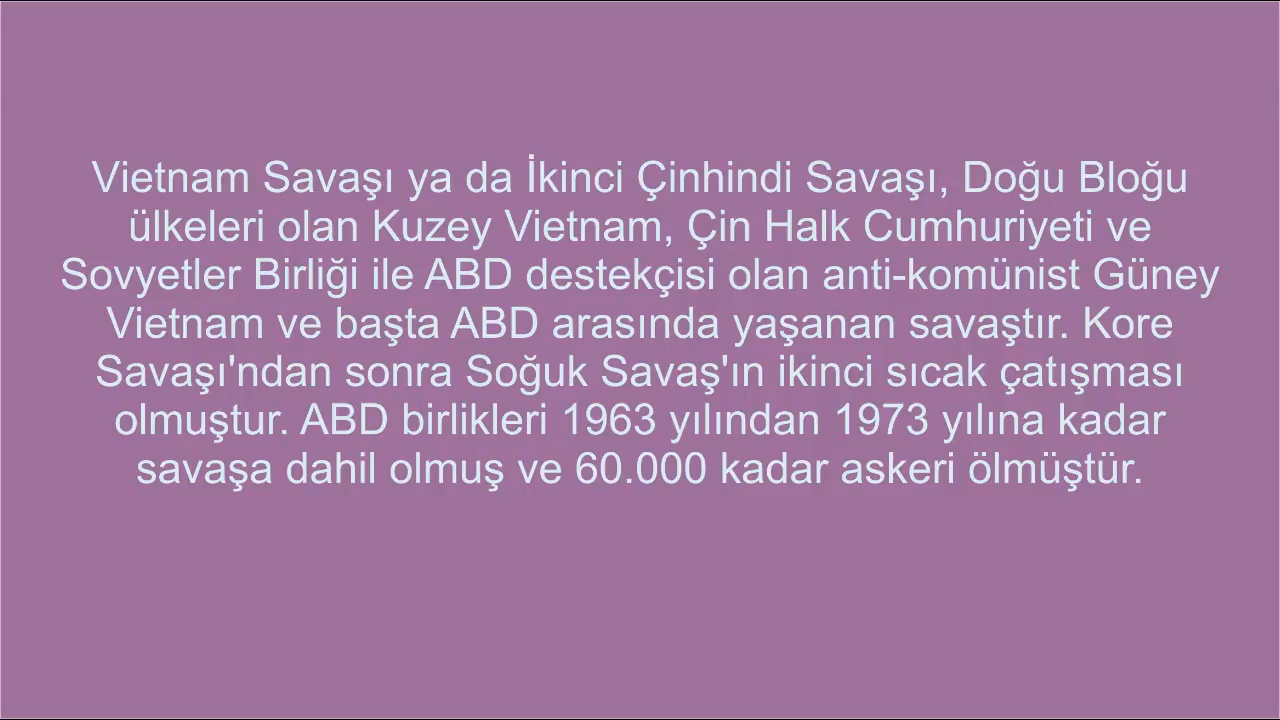 Vietnam Savaşı ya da İkinci Çinhindi Savaşı, Doğu Bloğu
ülkeleri olan Kuzey Vietnam, Çin Halk Cumhuriyeti ve
Sovyetler Birliği ile ABD destekçisi olan anti-komünist Güney
Vietnam ve başta ABD arasında yaşanan savaştır. Kore
Savaşı'ndan sonra Soğuk Savaş'ın ikinci sıcak çatışması
olmuştur. ABD birlikleri 1963 yılından 1973 yılına kadar
savaşa dahil olmuş ve 60.000 kadar askeri ölmüştür.